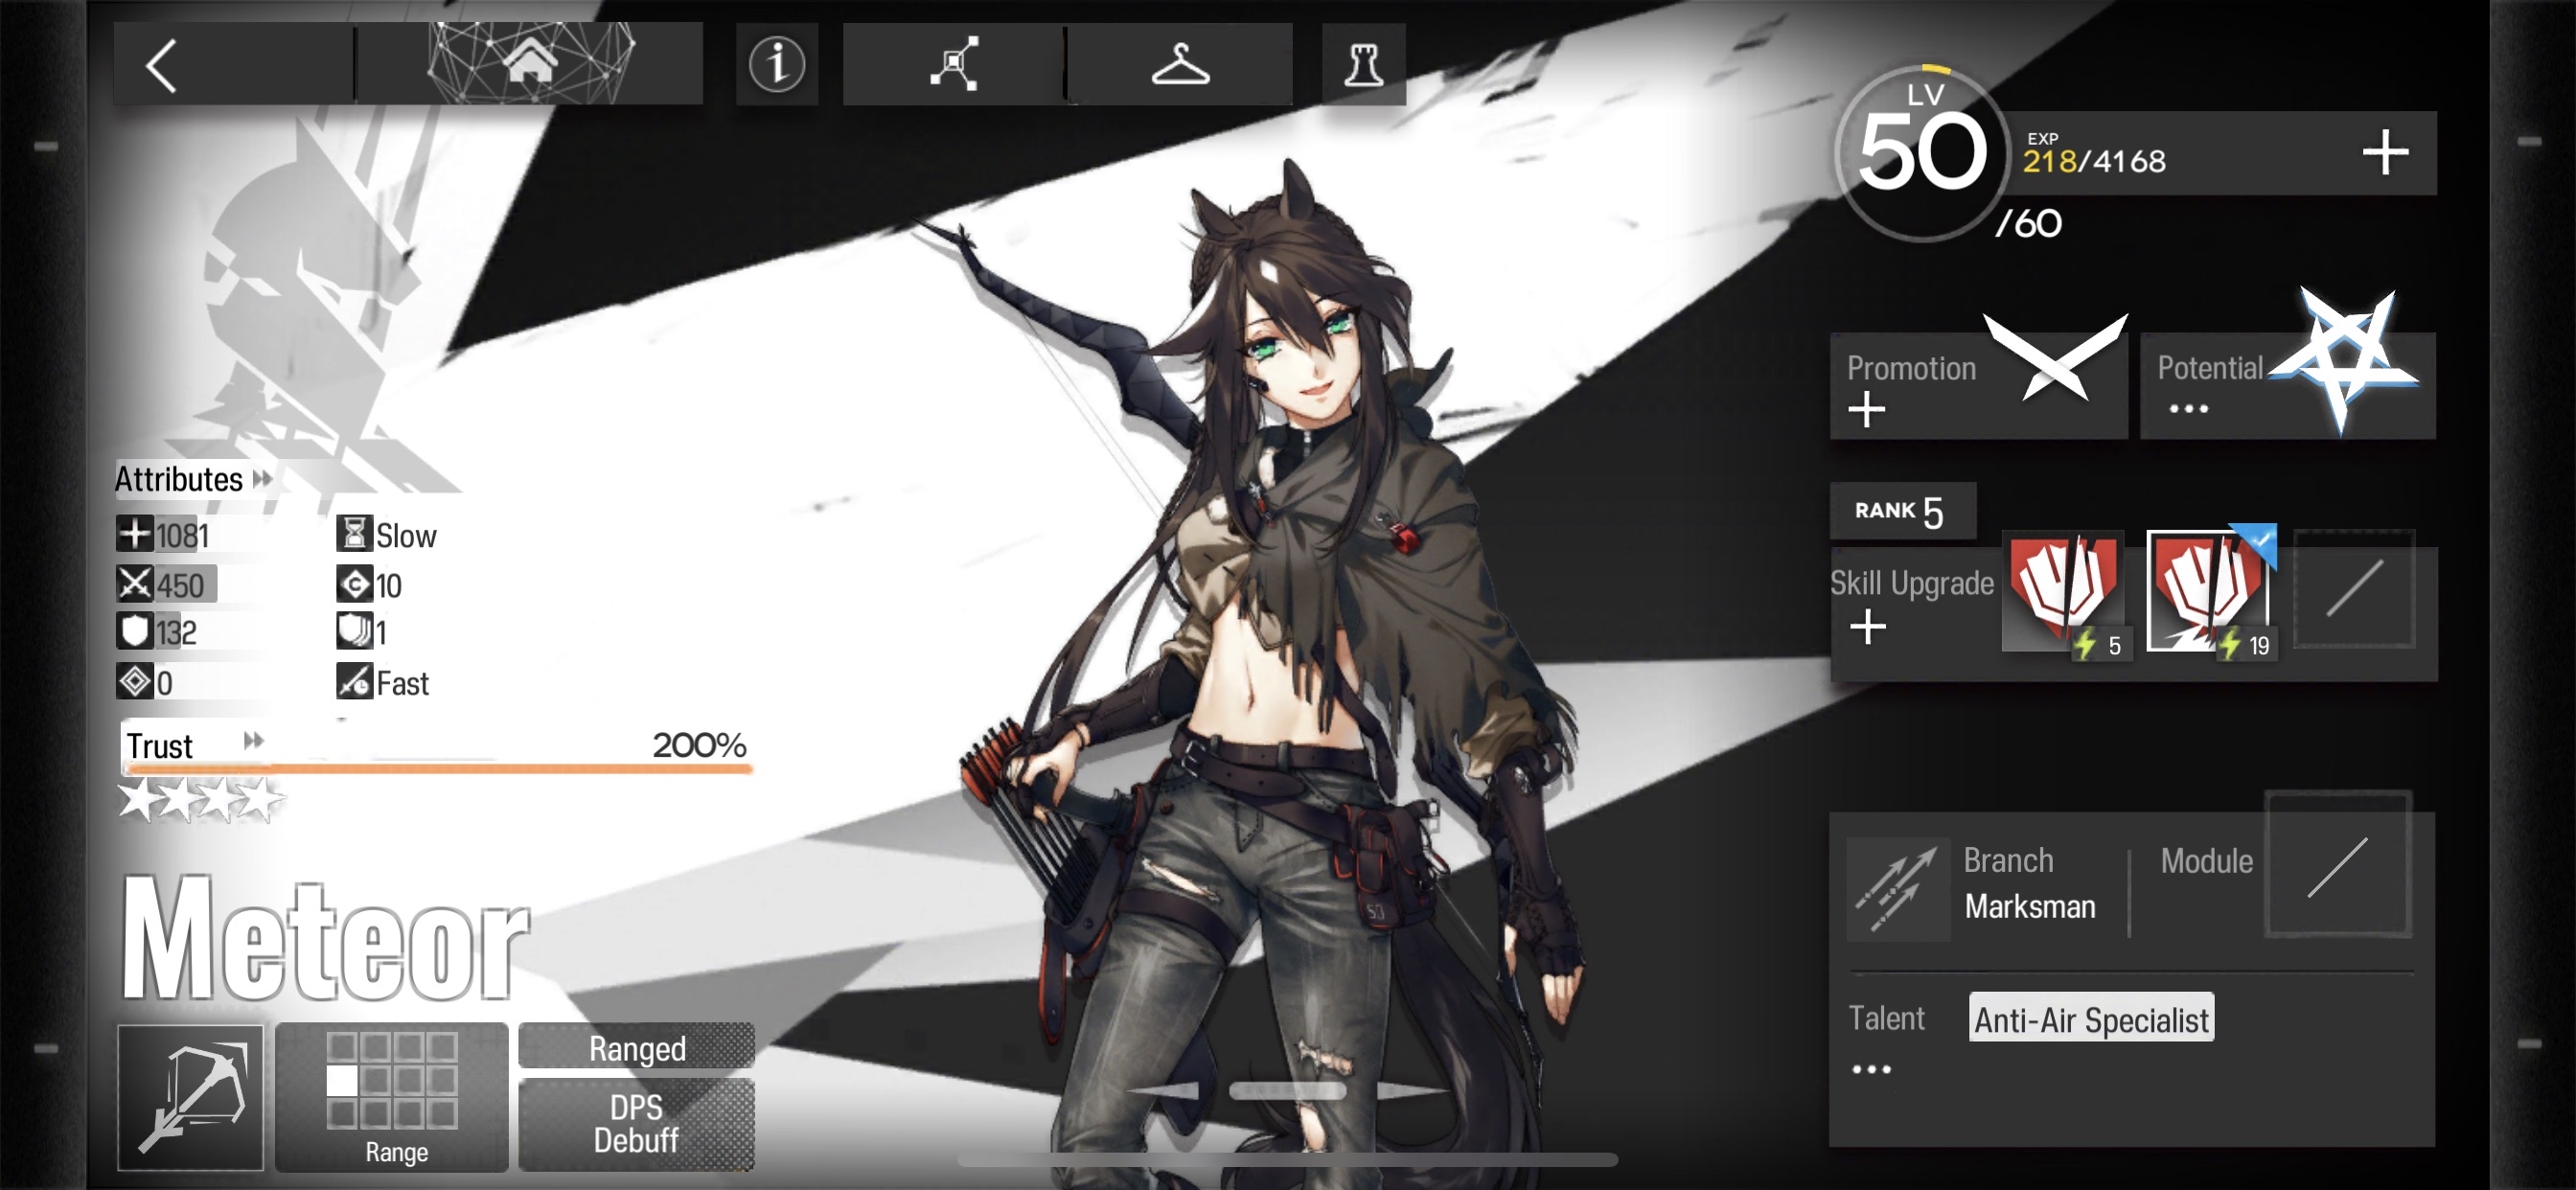 LV
50
/60
EXP
218/4168
Promotion
Potential
Attributes
1081
Slow
450
10
132
1
0
Fast
Trust
200%
RANK 5
Skill Upgrade
5
19
Meteor
Range
Ranged
DPS
Debuff
Branch
Marksman
Module
Talent
Anti-Air Specialist